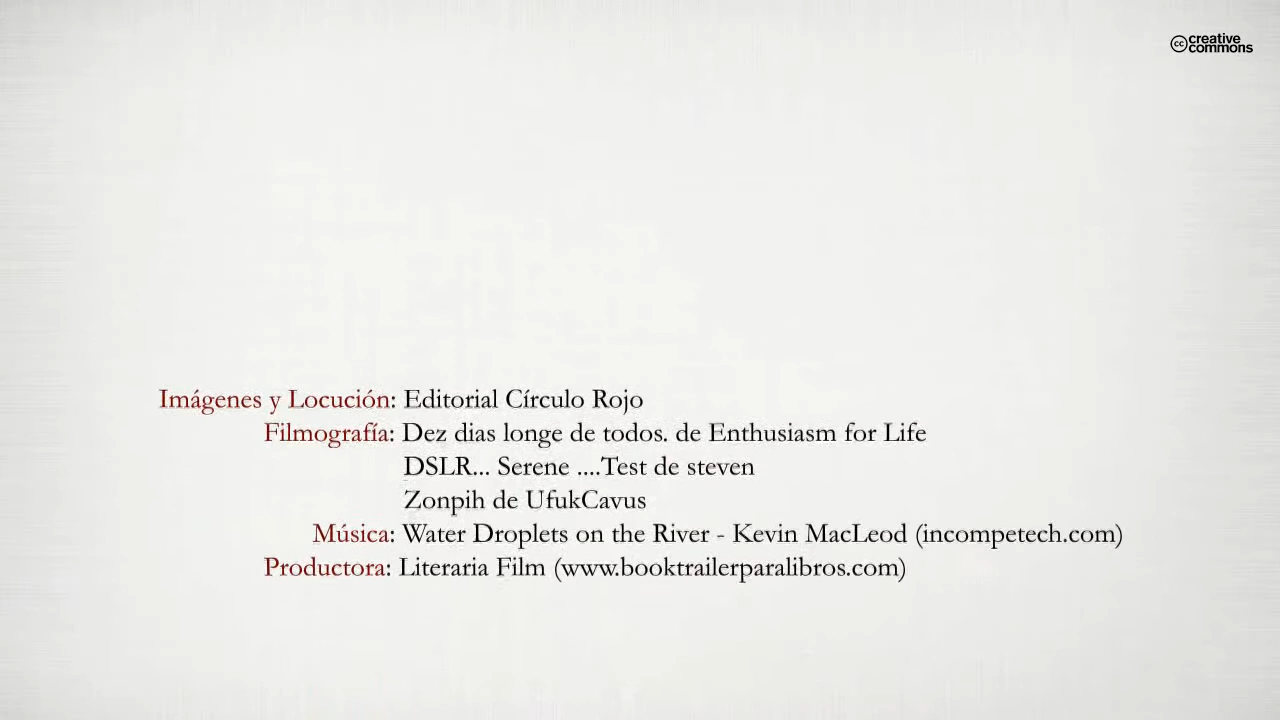 cc creative
commons
Imágenes y Locución: Editorial Círculo Rojo
Filmografía: Dez dias longe de todos. de Enthusiasm for Life
DSLR... Serene ....Test de steven
Zonpih de UfukCavus
Música: Water Droplets on the River - Kevin MacLeod (incompetech.com)
Productora: Literaria Film (www.booktrailerparalibros.com)